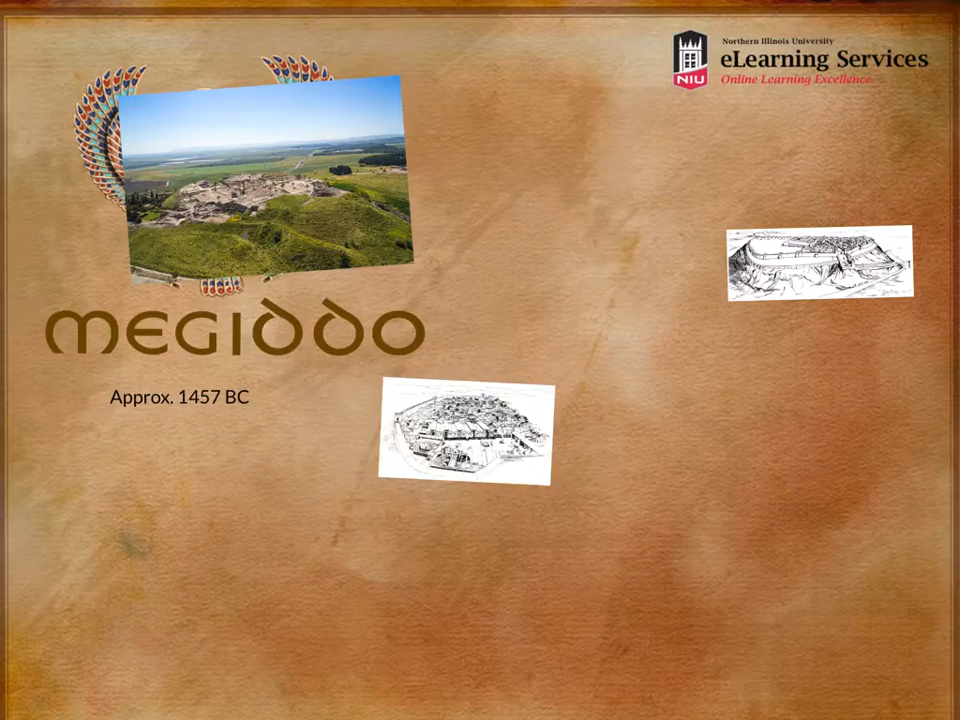 Northern Illinois University
eLearning Services
Online Learning Excellence
NIU
MEGIDDO
Approx. 1457 BC